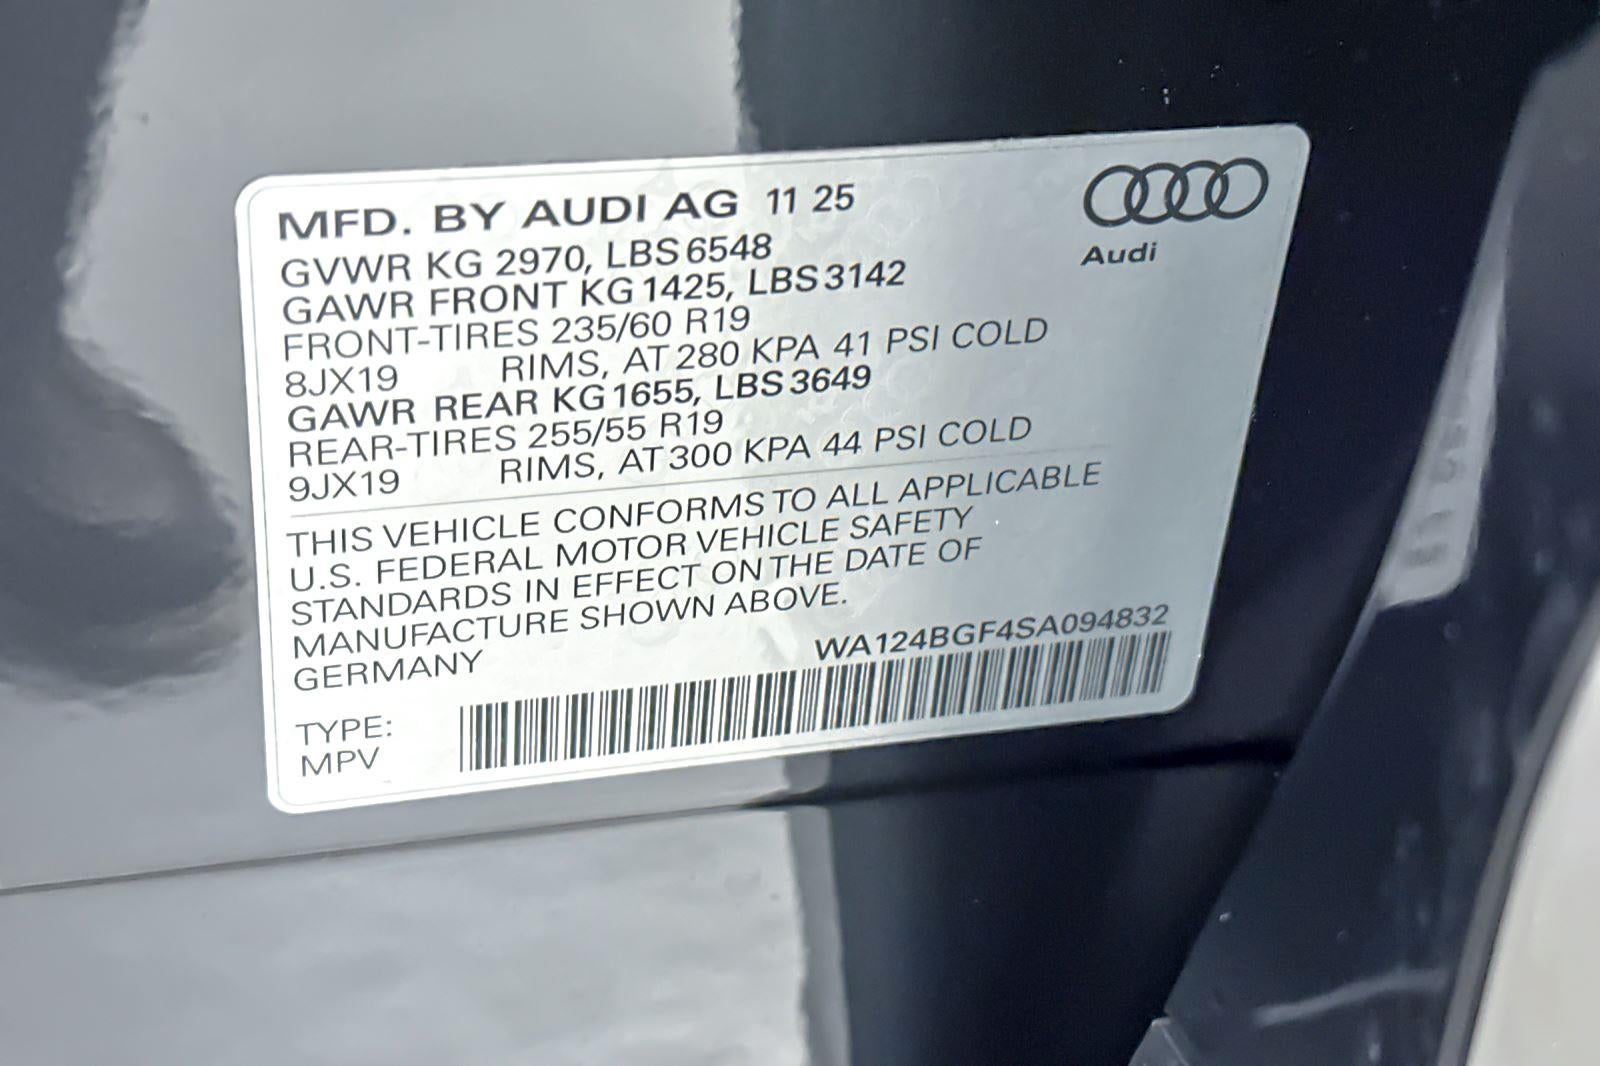 MFD. BY AUDI AG 11 25
Audi
GVWR KG 2970, LBS 6548
GAWR FRONT KG 1425, LBS 3142
FRONT-TIRES 235/60 R19
8JX19 RIMS, AT 280 KPA 41 PSI COLD
GAWR REAR KG 1655, LBS 3649
REAR-TIRES 255/55 R19
9JX19 RIMS, AT 300 KPA 44 PSI COLD
THIS VEHICLE CONFORMS TO ALL APPLICABLE
U.S. FEDERAL MOTOR VEHICLE SAFETY
STANDARDS IN EFFECT ON THE DATE OF
MANUFACTURE SHOWN ABOVE.
GERMANY WA124BGF4SA094832
TYPE:
MPV